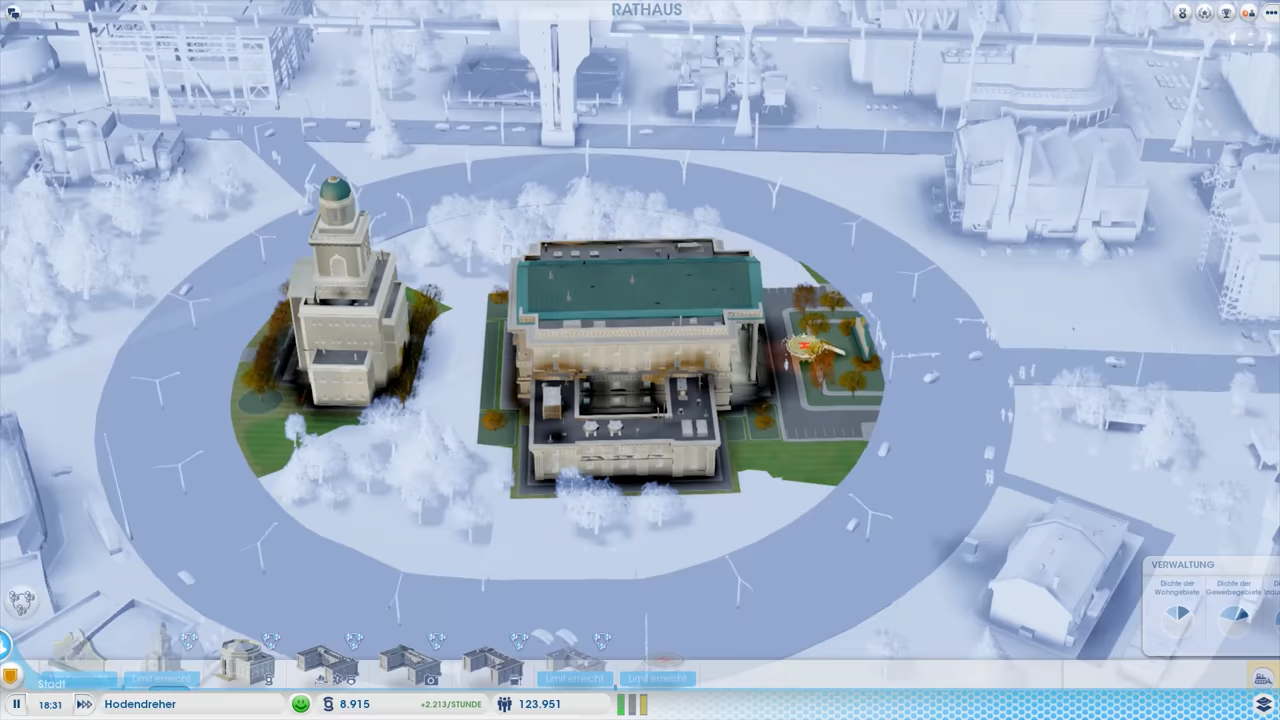 RATHAUS
VERWALTUNG
Dichte der Dichte der
Wohngebiete Gewerbegebiete
Stadt
Limit erreicht Limit erreicht Limit erreicht
18:31 Hodendreher 8.915 +2.213/STUNDE 123.951